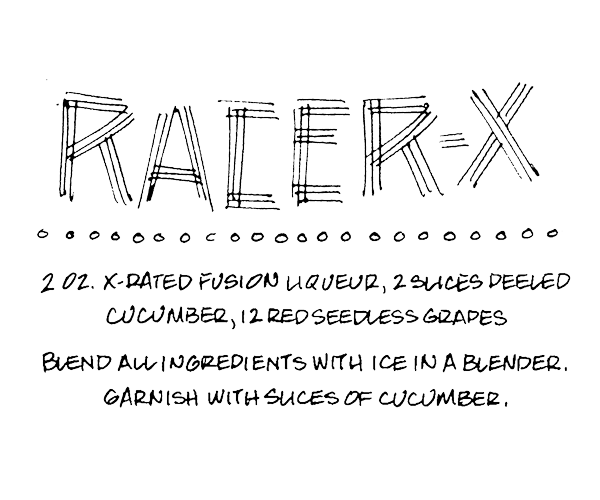 RACER-X
2 OZ. X-RATED FUSION LIQUEUR, 2 SLICES PEELED
CUCUMBER, 12 RED SEEDLESS GRAPES
BLEND ALL INGREDIENTS WITH ICE IN A BLENDER.
GARNISH WITH SLICES OF CUCUMBER.